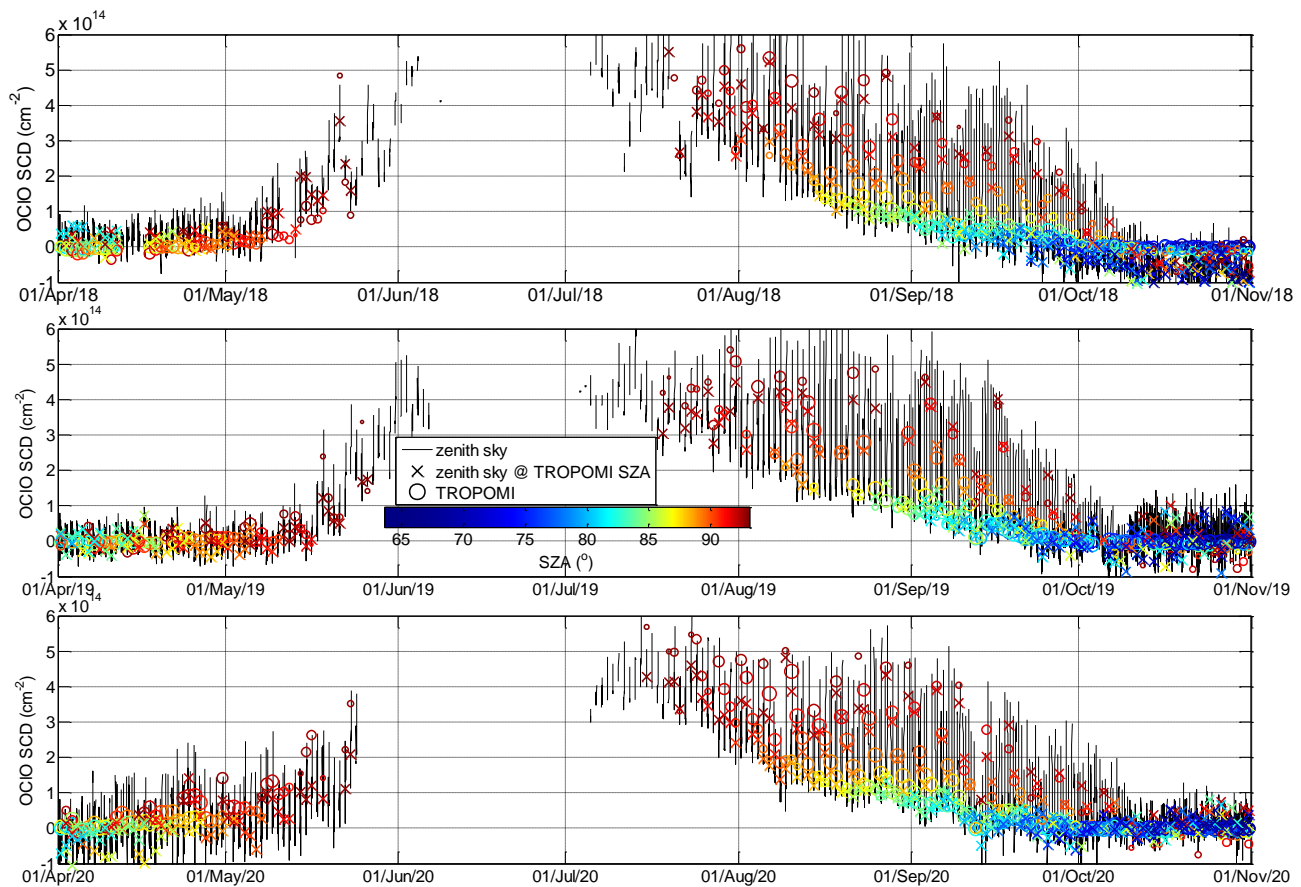 x 10^14
6
5
4
3
2
1
0
-1
OClO SCD (cm^-2)
01/Apr/18 01/May/18 01/Jun/18 01/Jul/18 01/Aug/18 01/Sep/18 01/Oct/18 01/Nov/18
x 10^14
6
5
4
3
2
1
0
-1
OClO SCD (cm^-2)
zenith sky
zenith sky @ TROPOMI SZA
TROPOMI
65 70 75 80 85 90
SZA (°)
01/Apr/19 01/May/19 01/Jun/19 01/Jul/19 01/Aug/19 01/Sep/19 01/Oct/19 01/Nov/19
x 10^14
6
5
4
3
2
1
0
-1
OClO SCD (cm^-2)
01/Apr/20 01/May/20 01/Jun/20 01/Jul/20 01/Aug/20 01/Sep/20 01/Oct/20 01/Nov/20